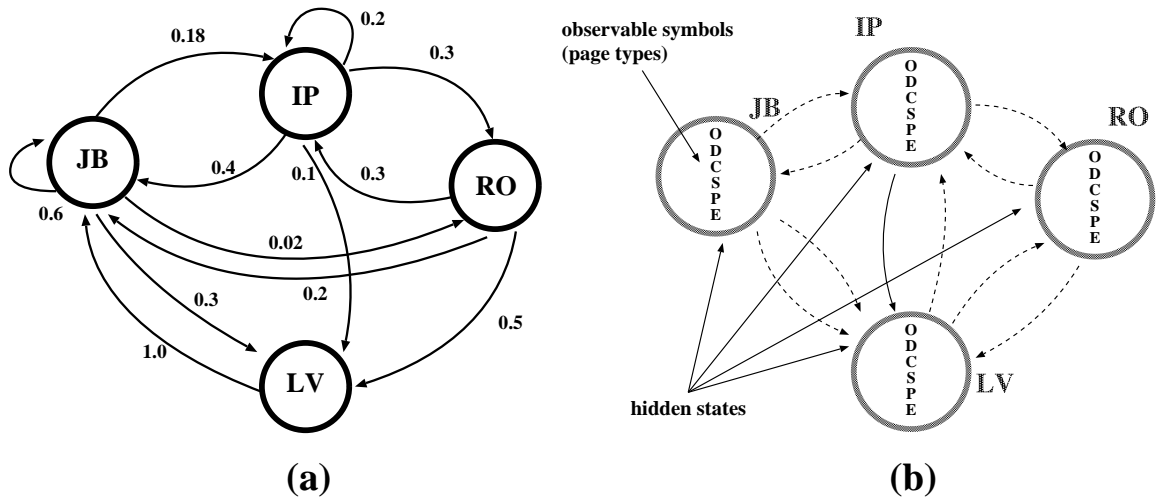 0.2
0.18
0.3
IP
JB
0.4
0.1
0.3
RO
0.6
0.02
0.3
0.2
0.5
1.0
LV
(a)
observable symbols
(page types)
IP
JB
RO
O
D
C
S
P
E
O
D
C
S
P
E
O
D
C
S
P
E
O
D
C
S
P
E
LV
hidden states
(b)